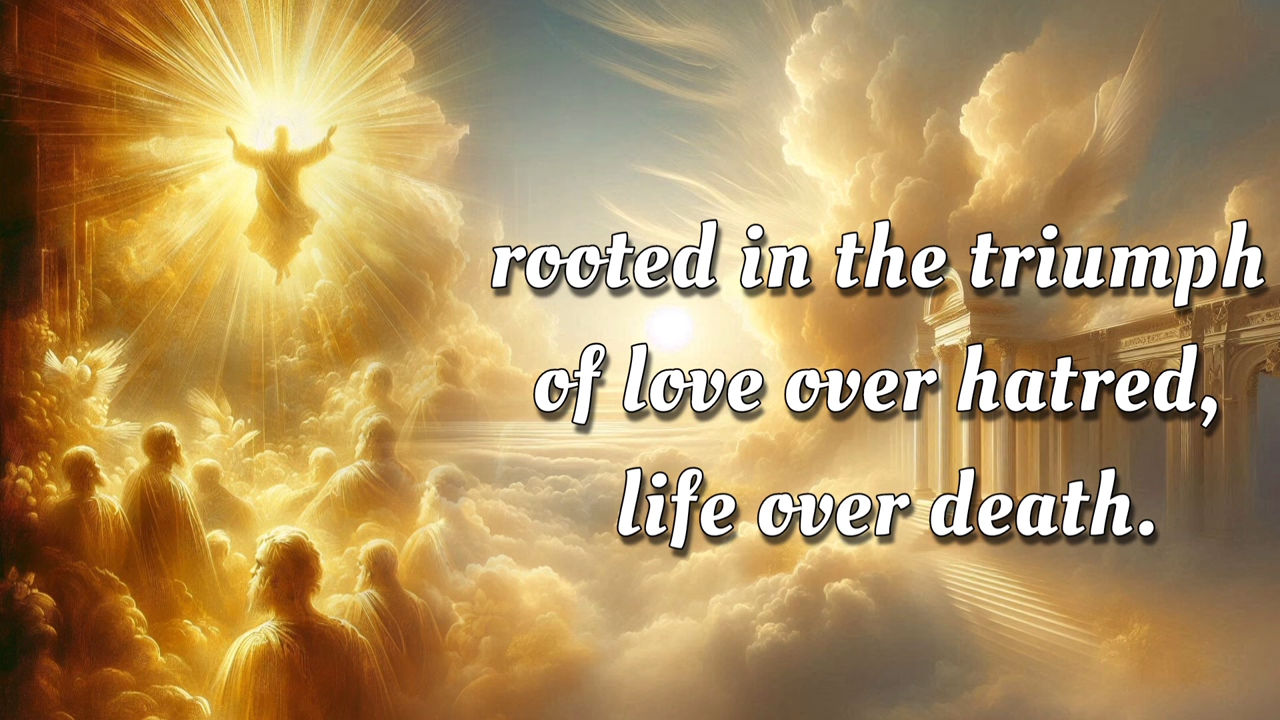 rooted in the triumph
of love over hatred,
life over death.